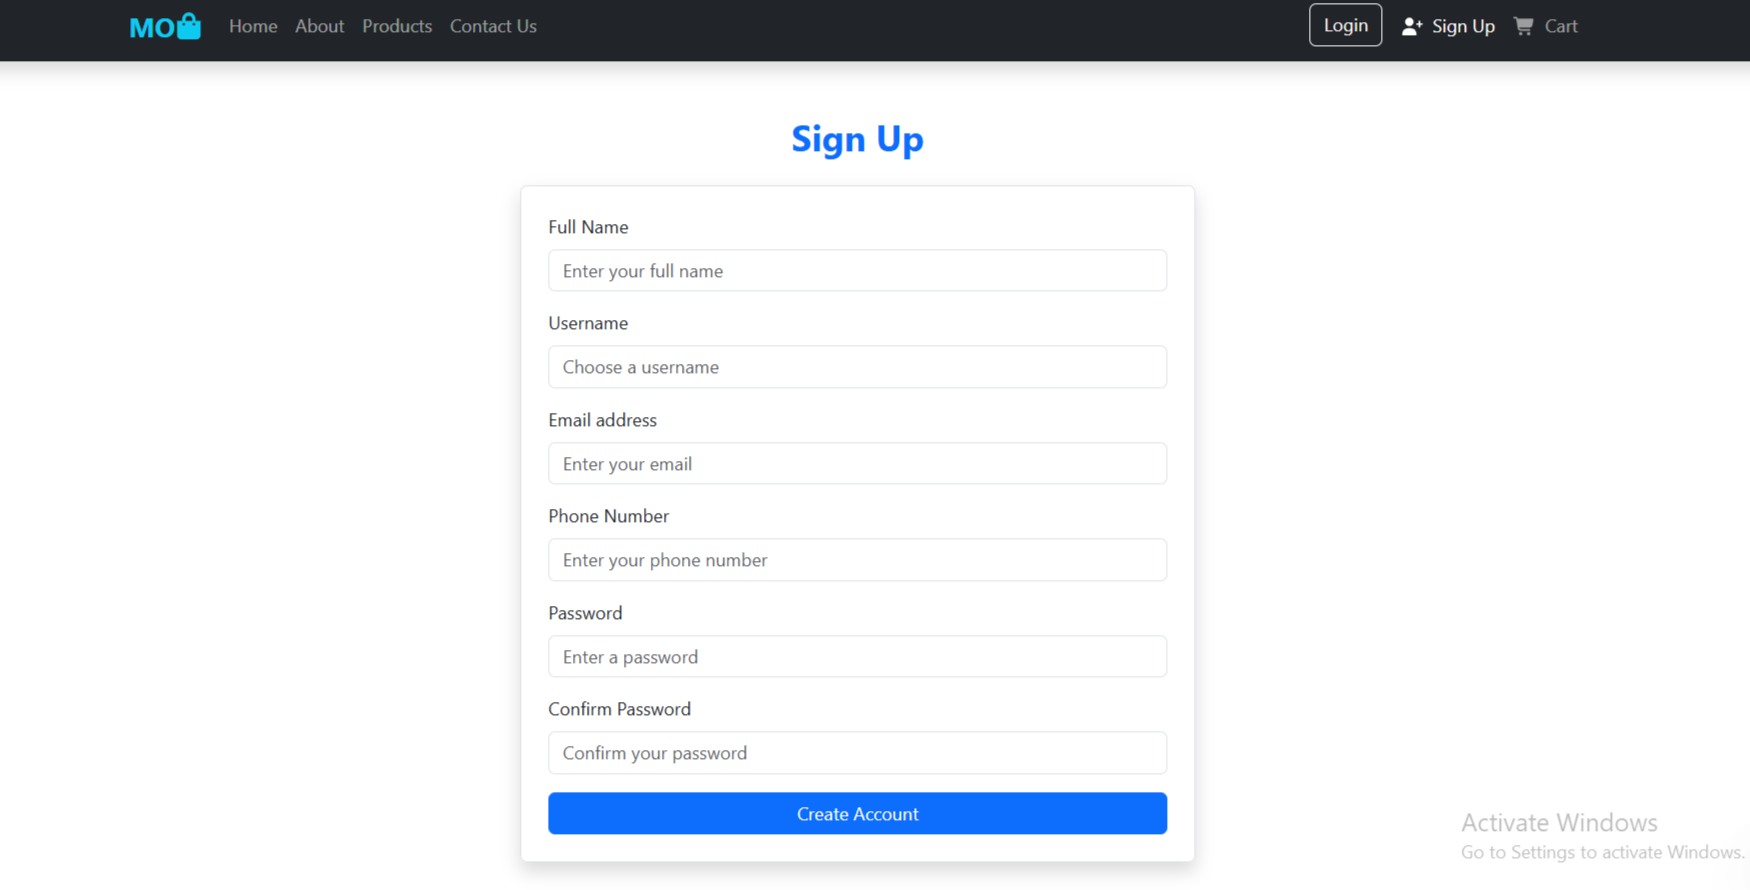 MO Home About Products Contact Us Login Sign Up Cart
Sign Up
Full Name
Enter your full name
Username
Choose a username
Email address
Enter your email
Phone Number
Enter your phone number
Password
Enter a password
Confirm Password
Confirm your password
Create Account
Activate Windows
Go to Settings to activate Windows.